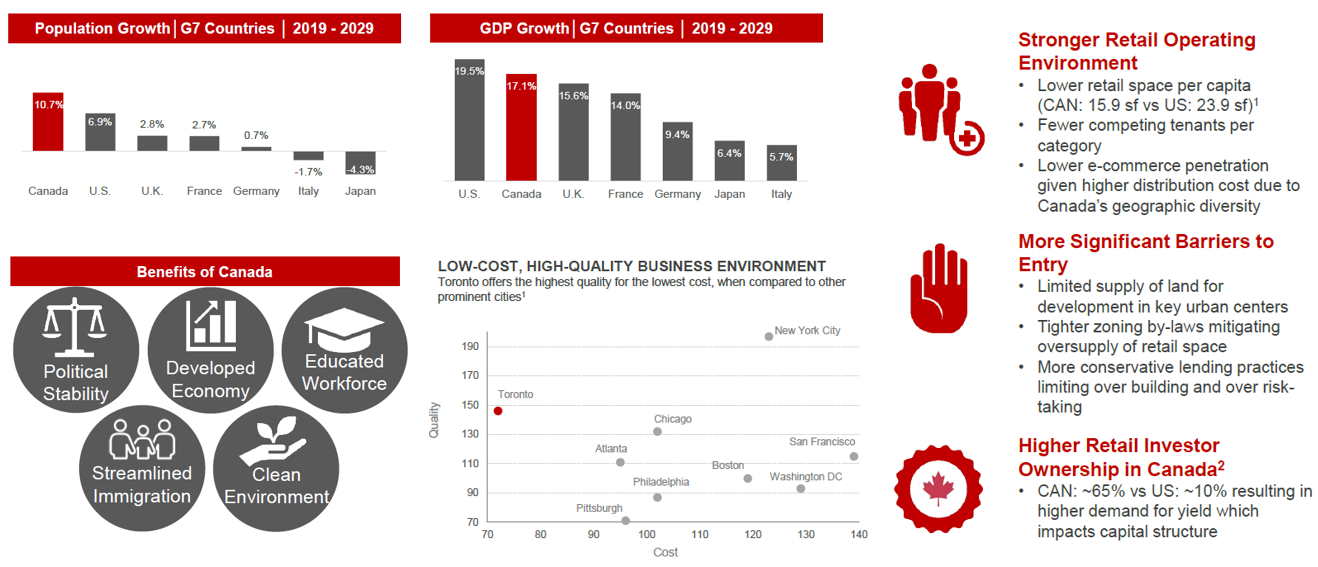 Population Growth│G7 Countries │ 2019 - 2029
10.7%
6.9%
2.8%
2.7%
0.7%
-1.7%
-4.3%
Canada U.S. U.K. France Germany Italy Japan
GDP Growth│G7 Countries │ 2019 - 2029
19.5%
17.1%
15.6%
14.0%
9.4%
6.4%
5.7%
U.S. Canada U.K. France Germany Japan Italy
Benefits of Canada
Political
Stability
Developed
Economy
Educated
Workforce
Streamlined
Immigration
Clean
Environment
LOW-COST, HIGH-QUALITY BUSINESS ENVIRONMENT
Toronto offers the highest quality for the lowest cost, when compared to other
prominent cities¹
Quality
190
170
150
130
110
90
70
New York City
Toronto
Chicago
San Francisco
Atlanta
Boston
Washington DC
Philadelphia
Pittsburgh
70 80 90 100 110 120 130 140
Cost
Stronger Retail Operating
Environment
• Lower retail space per capita
(CAN: 15.9 sf vs US: 23.9 sf)¹
• Fewer competing tenants per
category
• Lower e-commerce penetration
given higher distribution cost due to
Canada's geographic diversity
More Significant Barriers to
Entry
• Limited supply of land for
development in key urban centers
• Tighter zoning by-laws mitigating
oversupply of retail space
• More conservative lending practices
limiting over building and over risk-
taking
Higher Retail Investor
Ownership in Canada²
• CAN: ~65% vs US: ~10% resulting in
higher demand for yield which
impacts capital structure